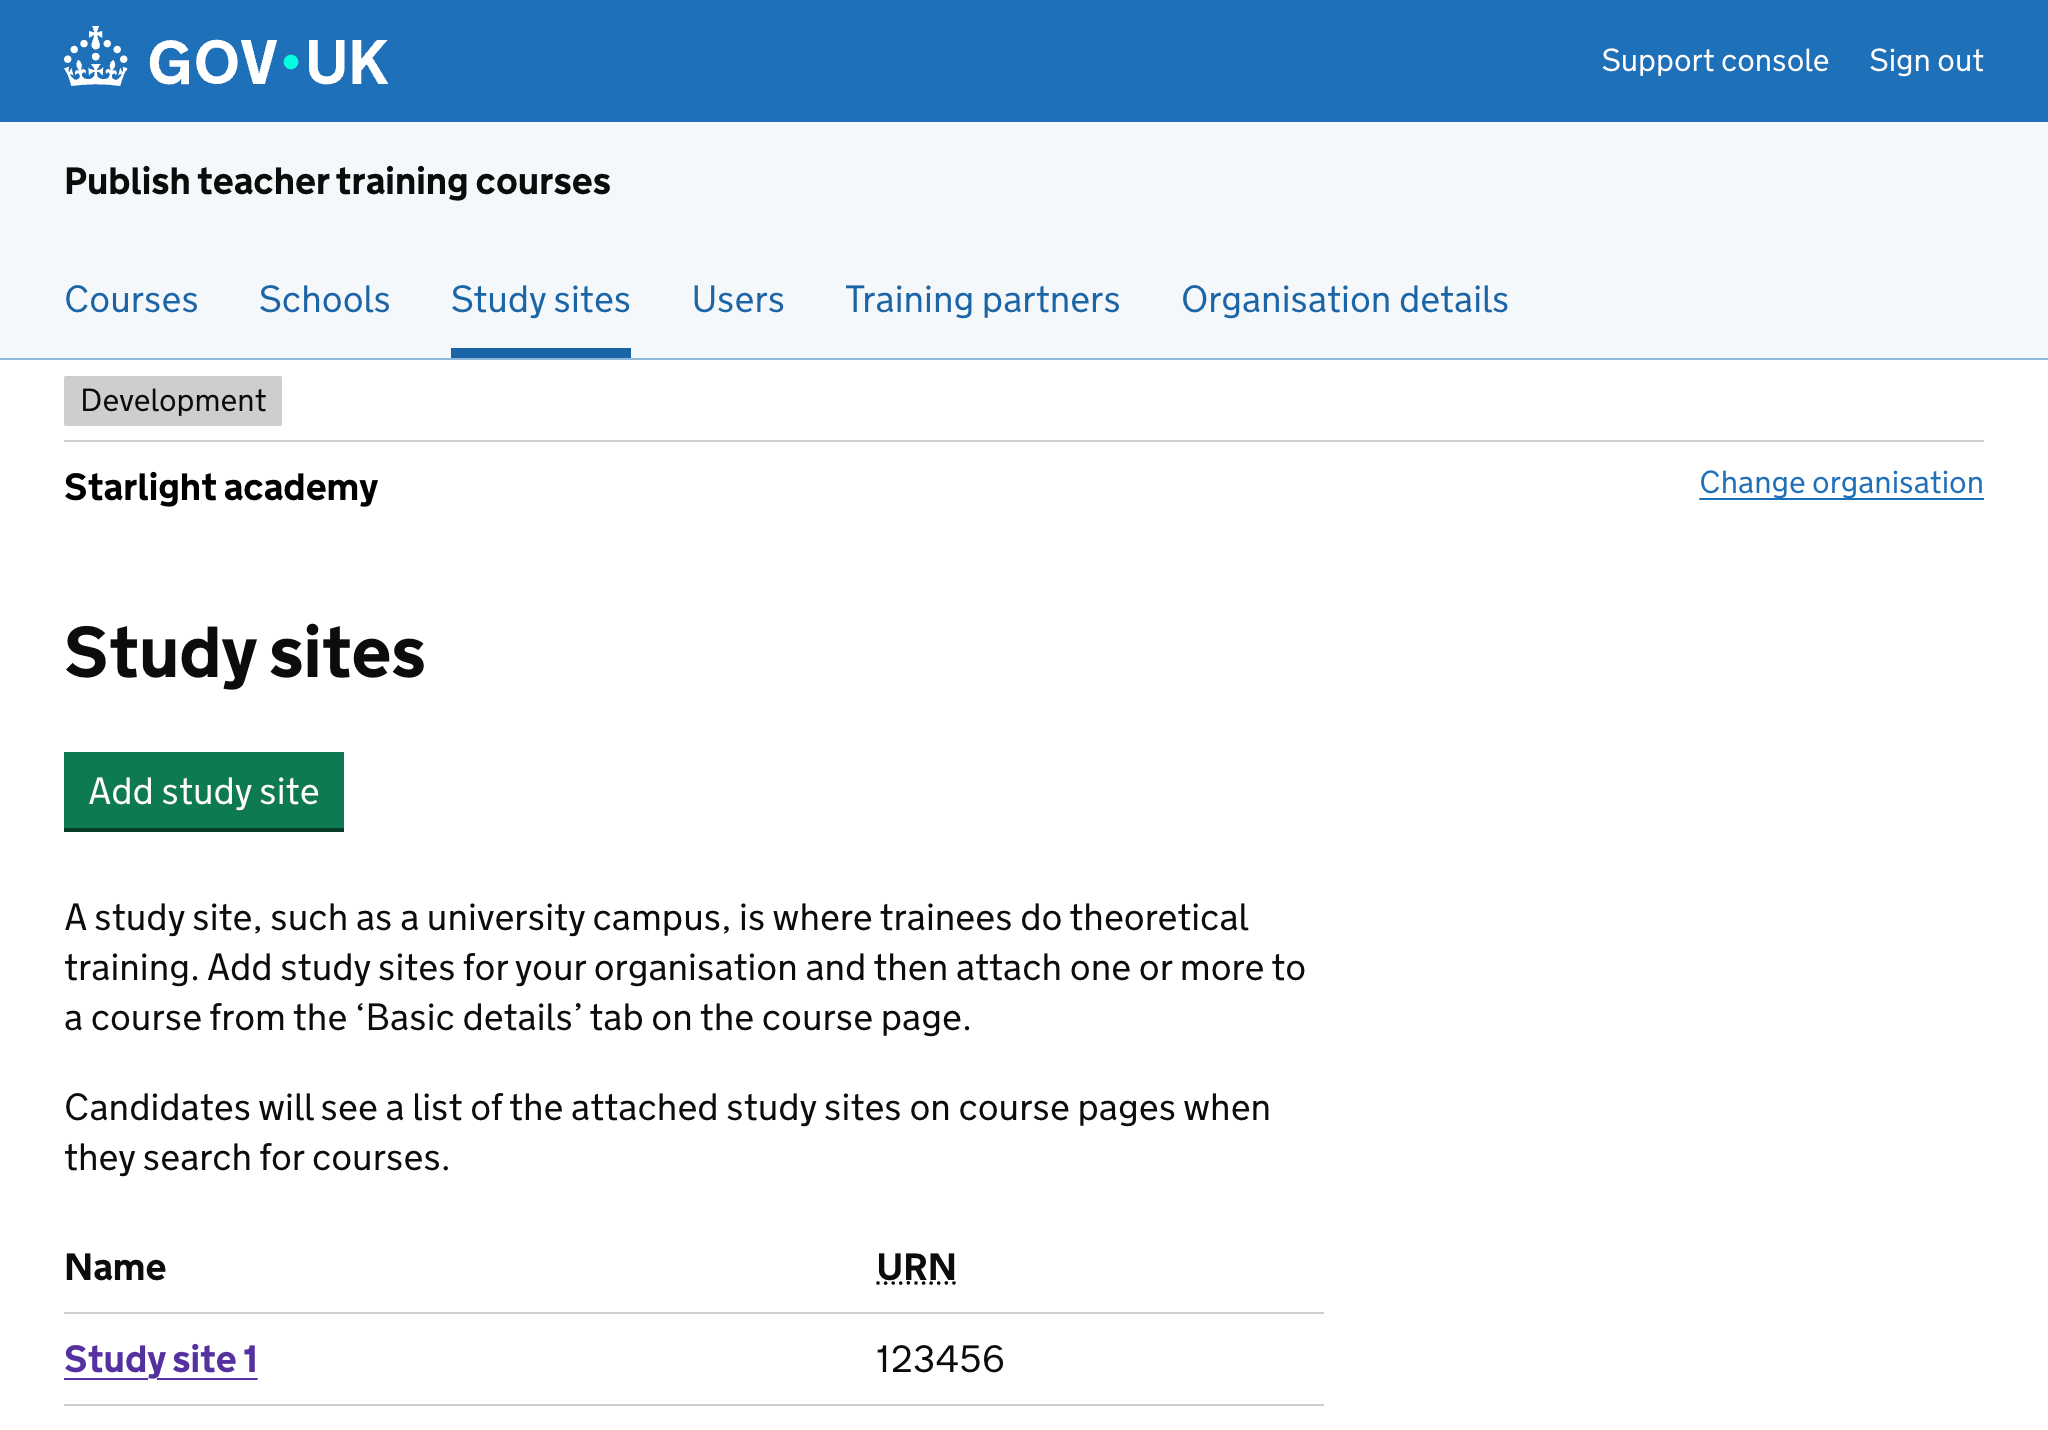 GOV·UK
Support console
Sign out
Publish teacher training courses
Courses
Schools
Study sites
Users
Training partners
Organisation details
Development
Starlight academy
Change organisation
Study sites
Add study site
A study site, such as a university campus, is where trainees do theoretical
training. Add study sites for your organisation and then attach one or more to
a course from the ‘Basic details’ tab on the course page.
Candidates will see a list of the attached study sites on course pages when
they search for courses.
Name
URN
Study site 1
123456